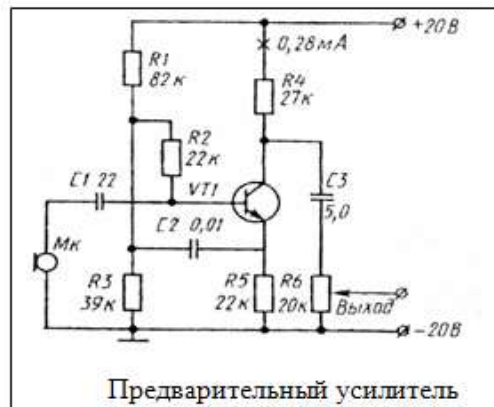 +20В
0,28мА
R1
82к
R4
27к
R2
22к
C1 22
VT1
C3
5,0
C2 0,01
Мк
R3
39к
R5
22к
R6
20к
Выход
-20В
Предварительный усилитель